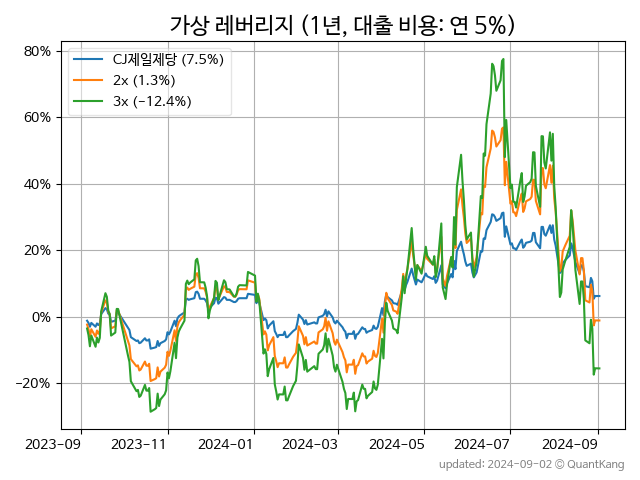 가상 레버리지 (1년, 대출 비용: 연 5%)
CJ제일제당 (7.5%)
2x (1.3%)
3x (−12.4%)
80%
60%
40%
20%
0%
−20%
2023-09
2023-11
2024-01
2024-03
2024-05
2024-07
2024-09
updated: 2024-09-02 © QuantKang